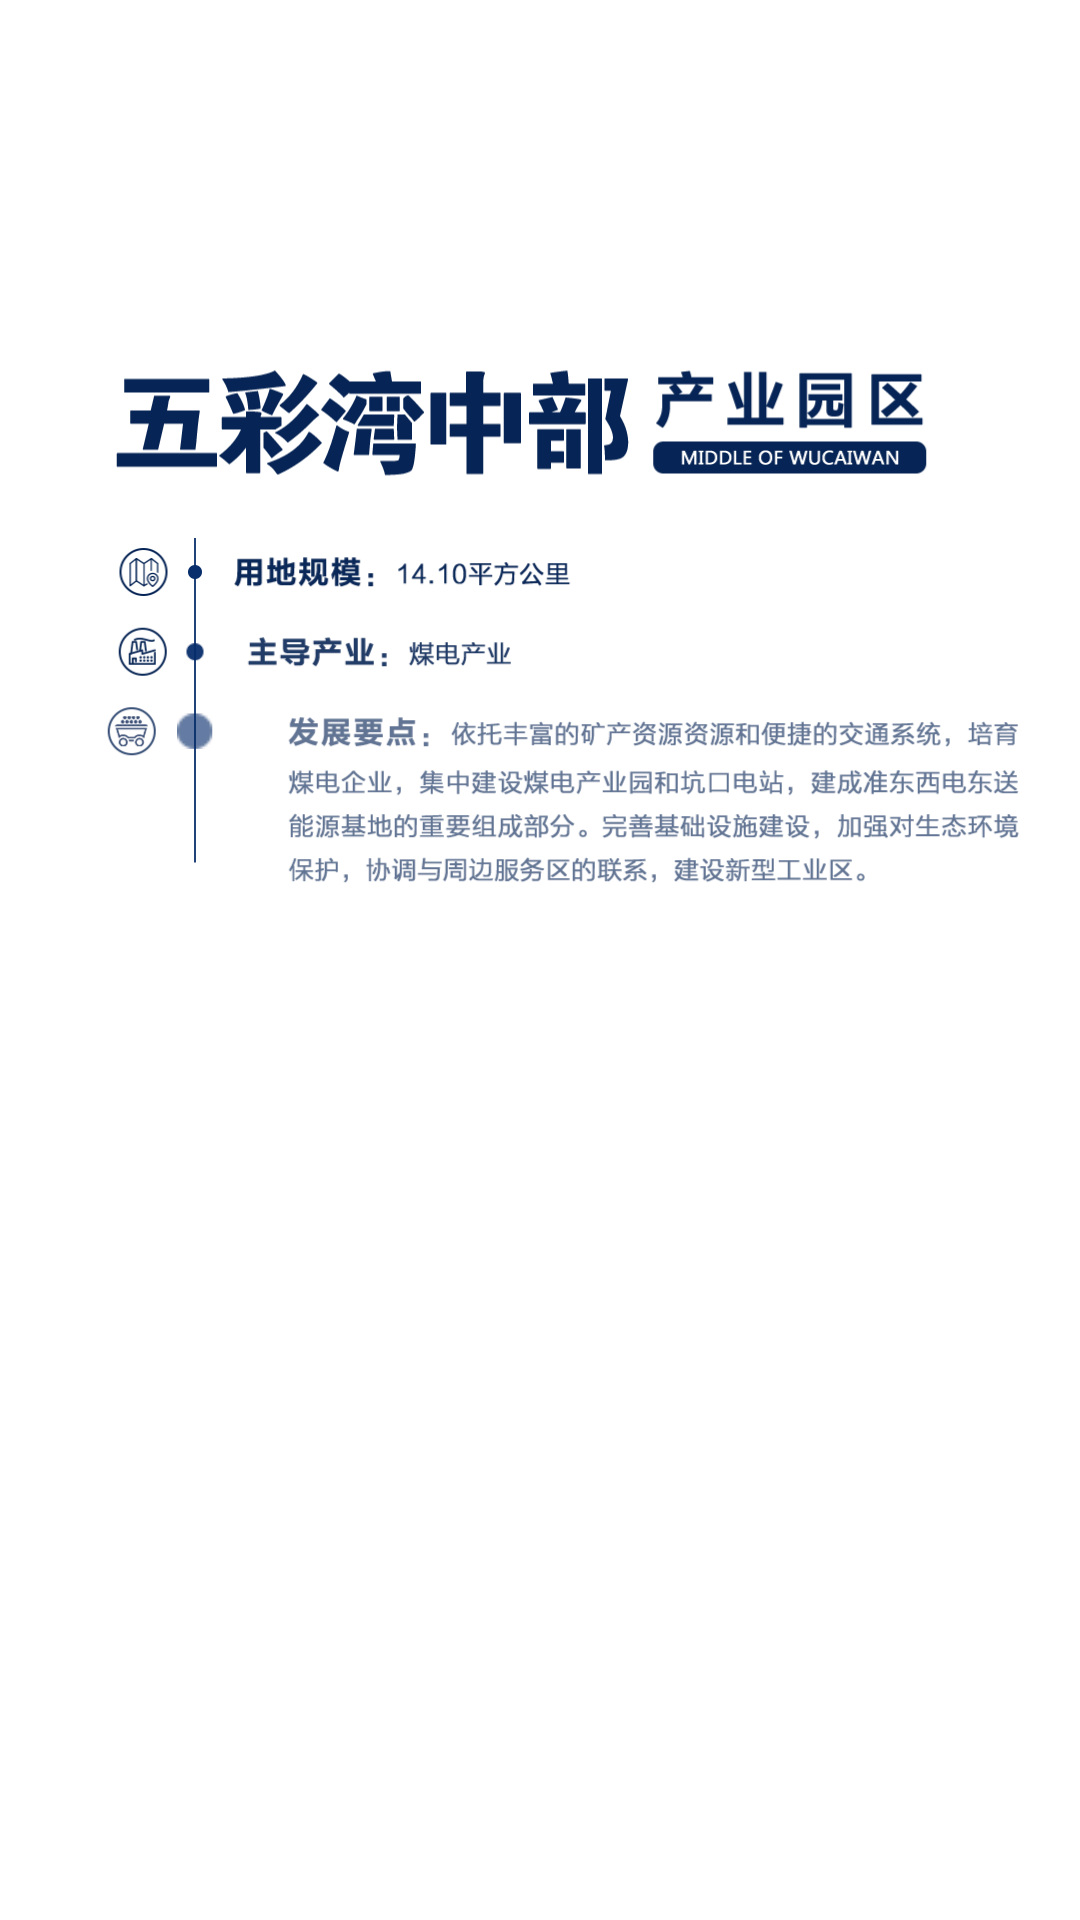 五彩湾中部 产业园区
MIDDLE OF WUCAIWAN
用地规模：14.10平方公里
主导产业：煤电产业
发展要点：依托丰富的矿产资源资源和便捷的交通系统，培育
煤电企业，集中建设煤电产业园和坑口电站，建成准东西电东送
能源基地的重要组成部分。完善基础设施建设，加强对生态环境
保护，协调与周边服务区的联系，建设新型工业区。